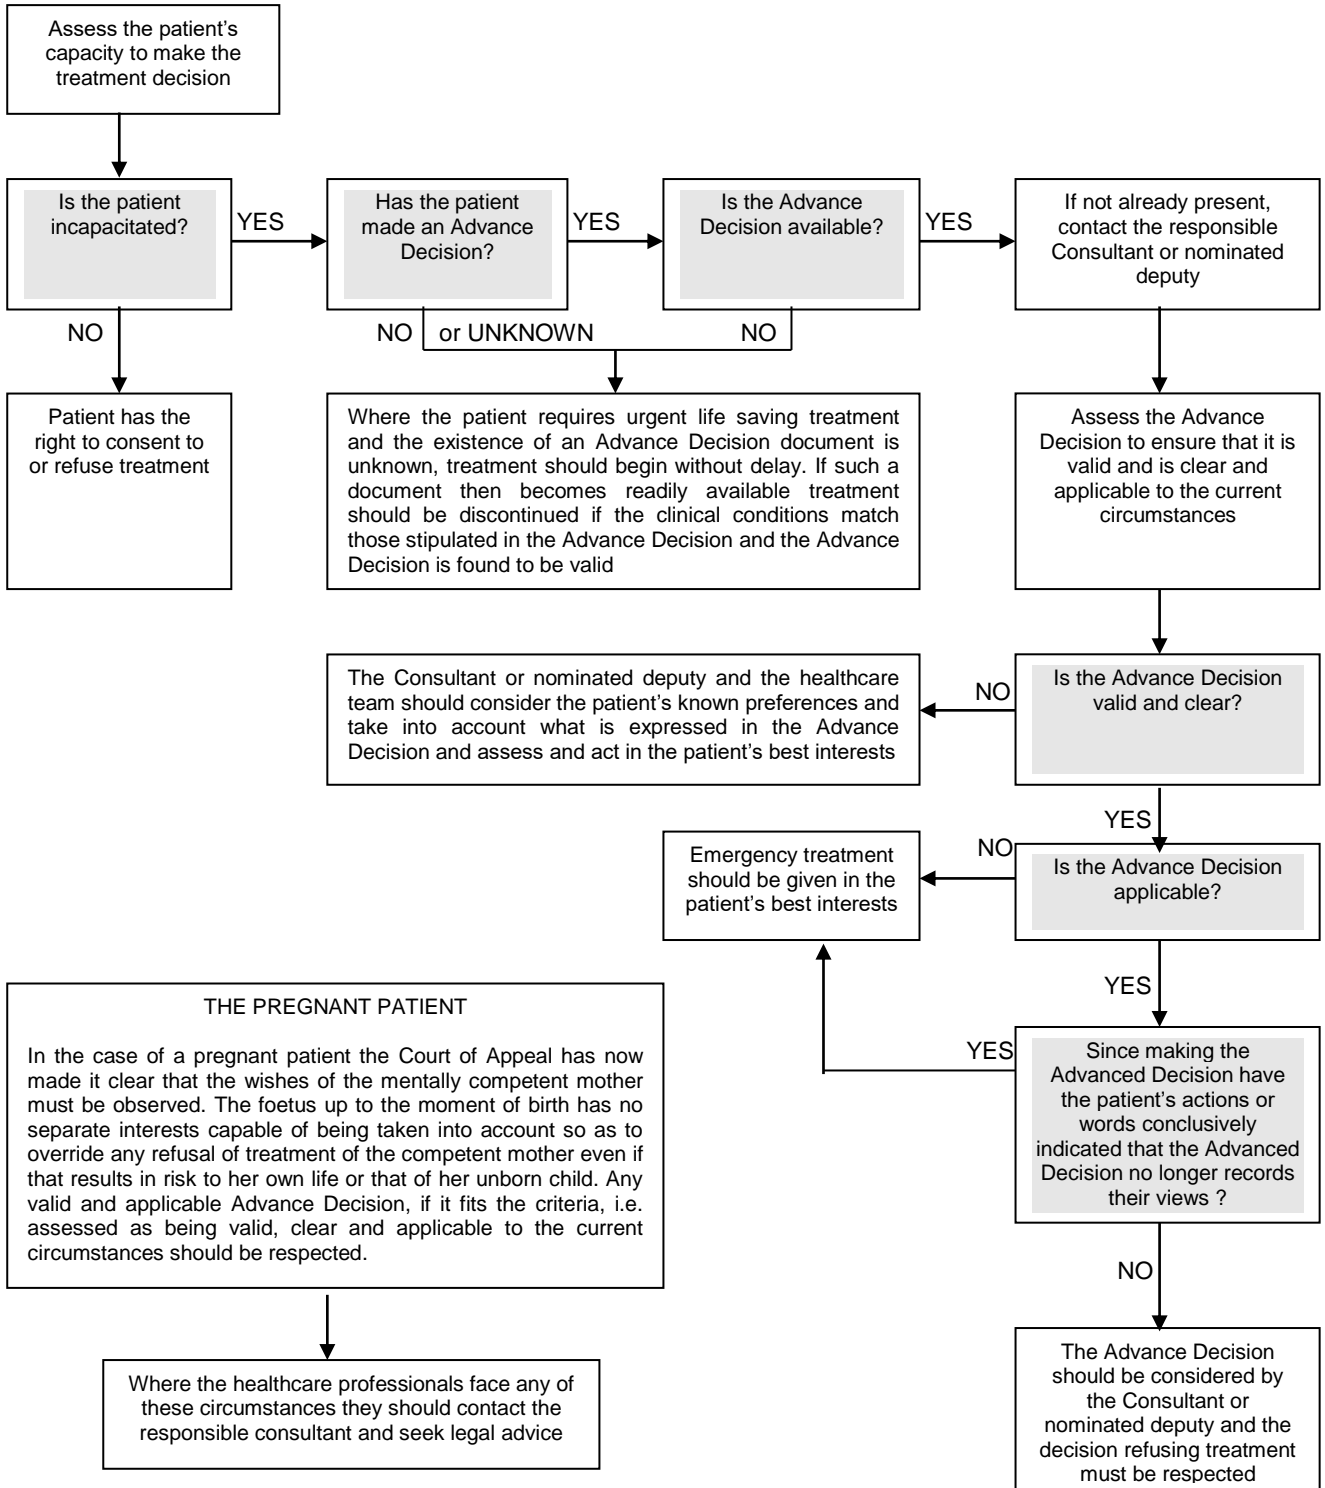 Assess the patient's
capacity to make the
treatment decision
Is the patient
incapacitated?
YES
Has the patient
made an Advance
Decision?
YES
Is the Advance
Decision available?
YES
If not already present,
contact the responsible
Consultant or nominated
deputy
NO
NO
or UNKNOWN
NO
Patient has the
right to consent to
or refuse treatment
Where the patient requires urgent life saving treatment
and the existence of an Advance Decision document is
unknown, treatment should begin without delay. If such a
document then becomes readily available treatment
should be discontinued if the clinical conditions match
those stipulated in the Advance Decision and the Advance
Decision is found to be valid
Assess the Advance
Decision to ensure that it is
valid and is clear and
applicable to the current
circumstances
The Consultant or nominated deputy and the healthcare
team should consider the patient's known preferences and
take into account what is expressed in the Advance
Decision and assess and act in the patient's best interests
NO
Is the Advance Decision
valid and clear?
YES
Emergency treatment
should be given in the
patient's best interests
NO
Is the Advance Decision
applicable?
YES
THE PREGNANT PATIENT
In the case of a pregnant patient the Court of Appeal has now
made it clear that the wishes of the mentally competent mother
must be observed. The foetus up to the moment of birth has no
separate interests capable of being taken into account so as to
override any refusal of treatment of the competent mother even if
that results in risk to her own life or that of her unborn child. Any
valid and applicable Advance Decision, if it fits the criteria, i.e.
assessed as being valid, clear and applicable to the current
circumstances should be respected.
YES
Since making the
Advanced Decision have
the patient's actions or
words conclusively
indicated that the Advanced
Decision no longer records
their views ?
NO
Where the healthcare professionals face any of
these circumstances they should contact the
responsible consultant and seek legal advice
The Advance Decision
should be considered by
the Consultant or
nominated deputy and the
decision refusing treatment
must be respected